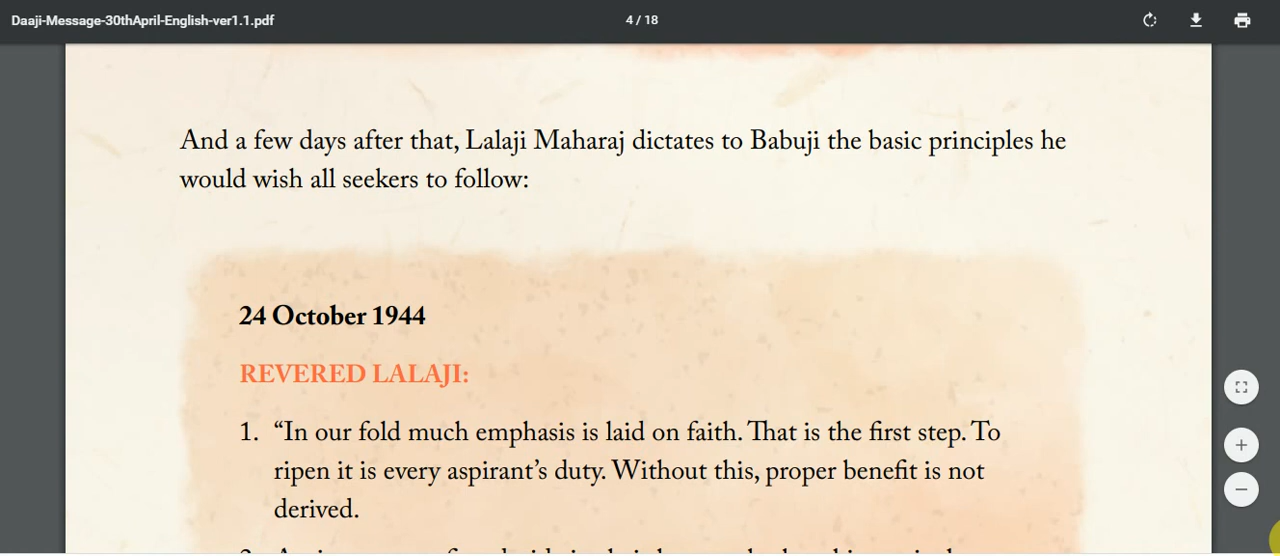 Daaji-Message-30thApril-English-ver1.1.pdf
4 / 18
And a few days after that, Lalaji Maharaj dictates to Babuji the basic principles he
would wish all seekers to follow:
24 October 1944
REVERED LALAJI:
1. “In our fold much emphasis is laid on faith. That is the first step. To
ripen it is every aspirant’s duty. Without this, proper benefit is not
derived.